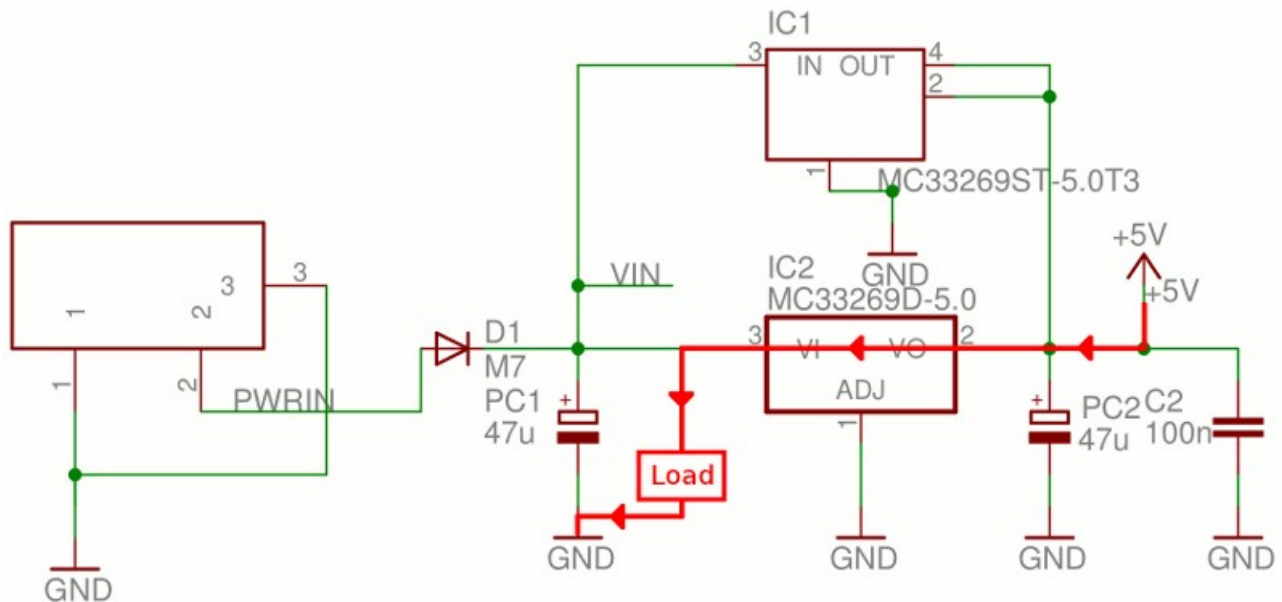 IC1
3
IN OUT
4
2
1
MC33269ST-5.0T3
GND
+5V
+5V
VIN
IC2
MC33269D-5.0
3
VI
VO
2
ADJ
1
GND
1
2
3
3
1
2
PWRIN
GND
D1
M7
PC1
47u
+
GND
Load
+
PC2
47u
GND
C2
100n
GND